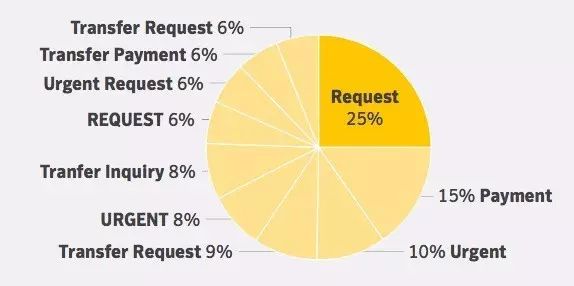 Transfer Request 6%
Transfer Payment 6%
Urgent Request 6%
REQUEST 6%
Tranfer Inquiry 8%
URGENT 8%
Transfer Request 9%
Request
25%
15% Payment
10% Urgent